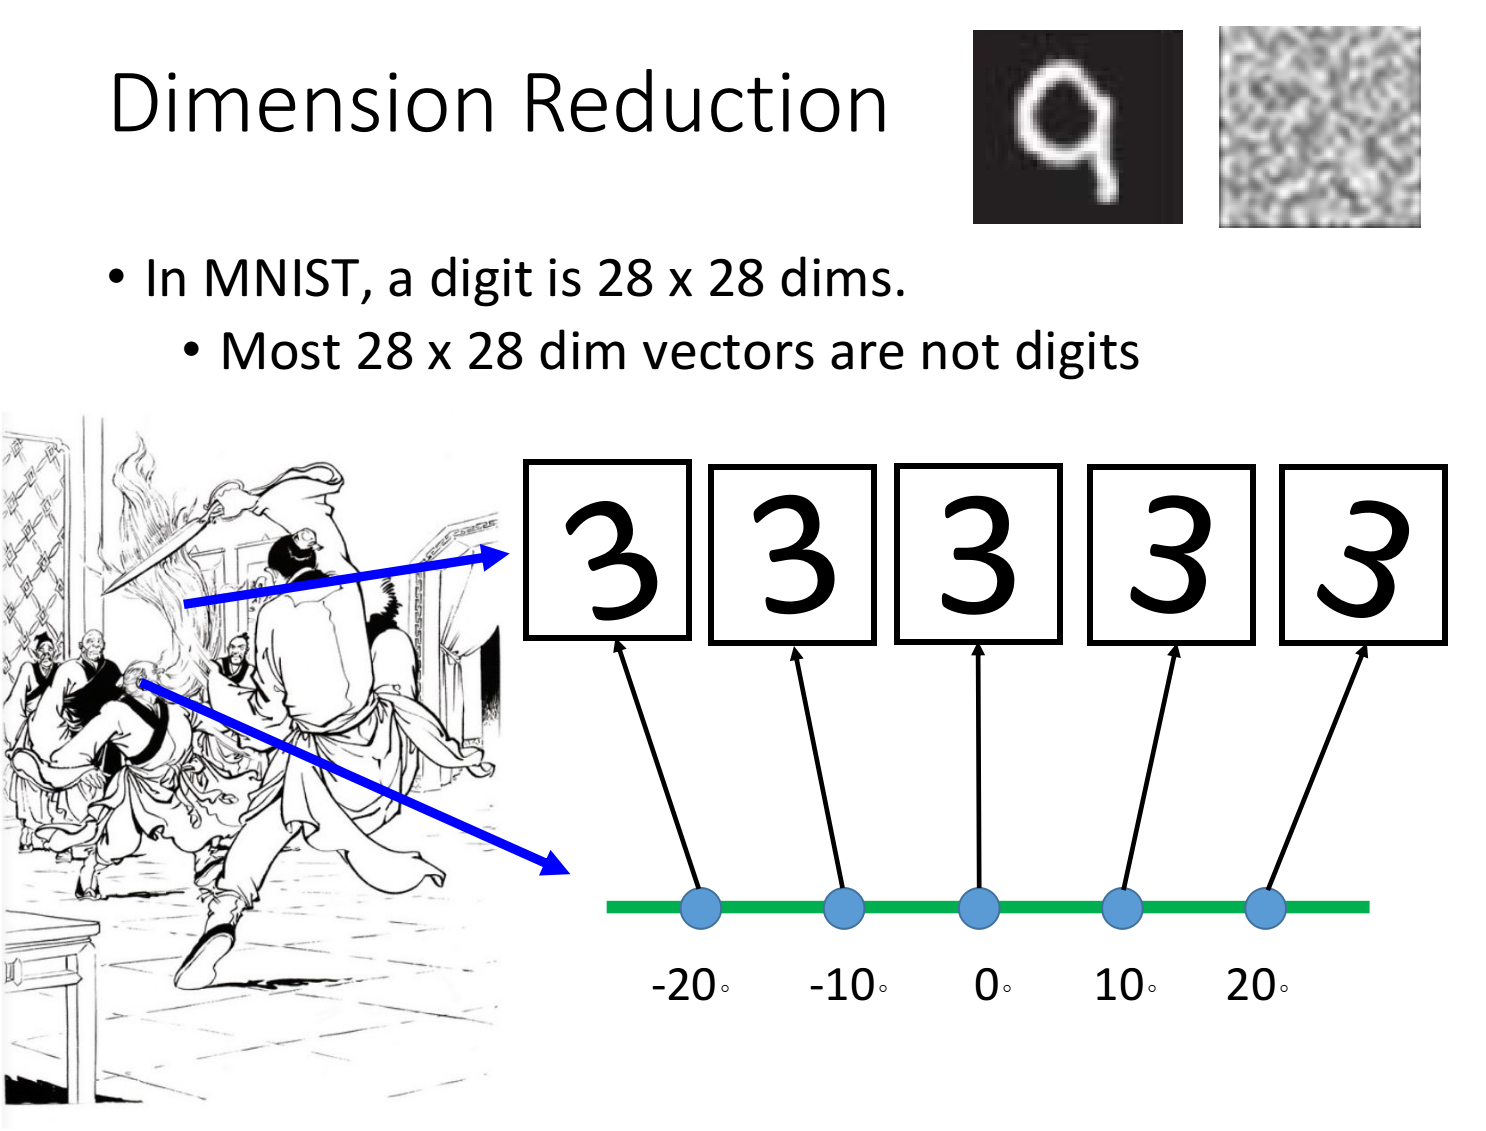 Dimension Reduction
9
• In MNIST, a digit is 28 x 28 dims.
• Most 28 x 28 dim vectors are not digits
3 3 3 3 3
-20° -10° 0° 10° 20°